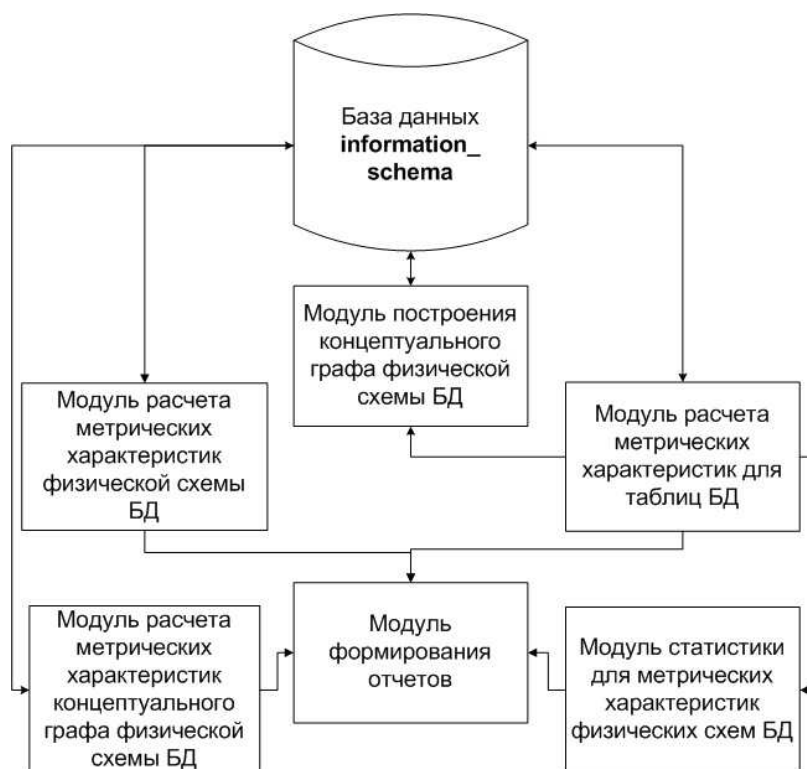 База данных
information_
schema
Модуль построения
концептуального
графа физической
схемы БД
Модуль расчета
метрических
характеристик
физической схемы
БД
Модуль расчета
метрических
характеристик для
таблиц БД
Модуль расчета
метрических
характеристик
концептуального
графа физической
схемы БД
Модуль
формирования
отчетов
Модуль статистики
для метрических
характеристик
физических схем БД